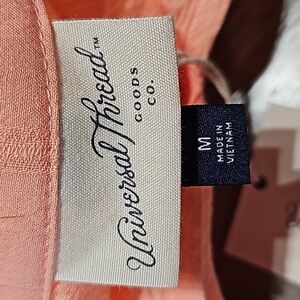 Universal Thread™
GOODS
CO.
M
MADE IN
VIETNAM